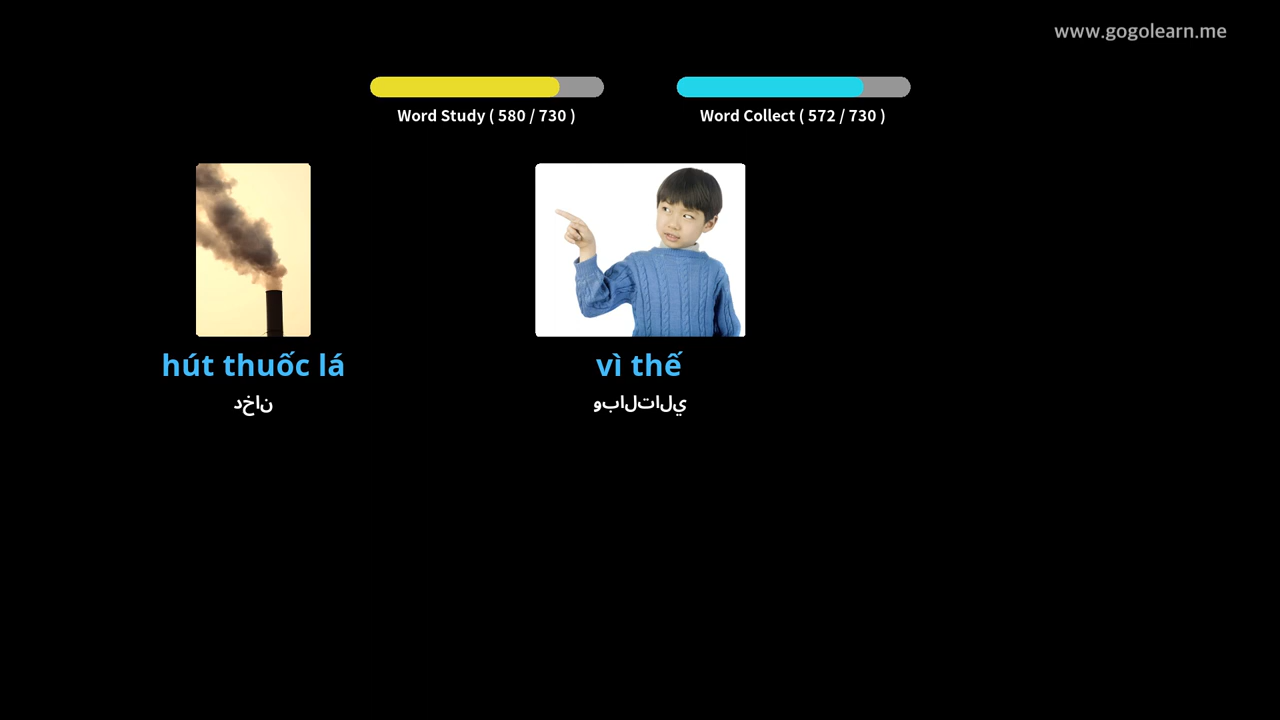 www.gogolearn.me
Word Study ( 580 / 730 )
Word Collect ( 572 / 730 )
hút thuốc lá
vì thế
دخان
وبالتالي